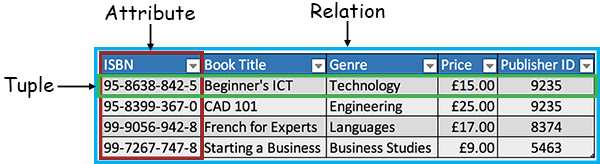 Attribute
Relation
Tuple
ISBN Book Title Genre Price Publisher ID
95-8638-842-5 Beginner's ICT Technology £15.00 9235
95-8399-367-0 CAD 101 Engineering £25.00 9235
99-9056-942-8 French for Experts Languages £17.00 8374
99-7267-747-8 Starting a Business Business Studies £9.00 5463